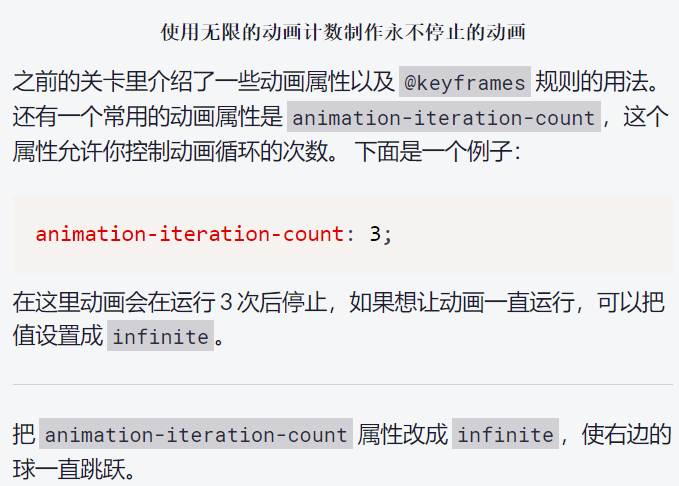 使用无限的动画计数制作永不停止的动画
之前的关卡里介绍了一些动画属性以及 @keyframes 规则的用法。
还有一个常用的动画属性是 animation-iteration-count，这个
属性允许你控制动画循环的次数。 下面是一个例子：
animation-iteration-count: 3;
在这里动画会在运行 3 次后停止，如果想让动画一直运行，可以把
值设置成 infinite。
把 animation-iteration-count 属性改成 infinite，使右边的
球一直跳跃。